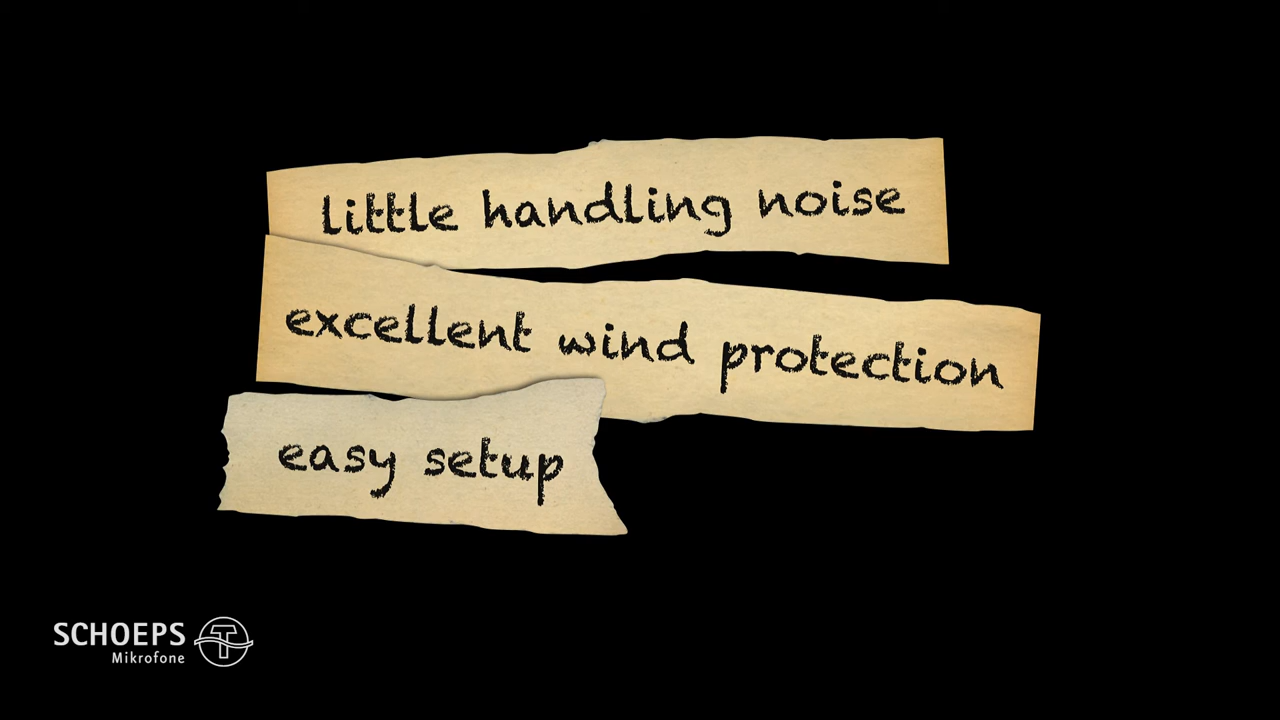 little handling noise
excellent wind protection
easy setup
SCHOEPS
Mikrofone